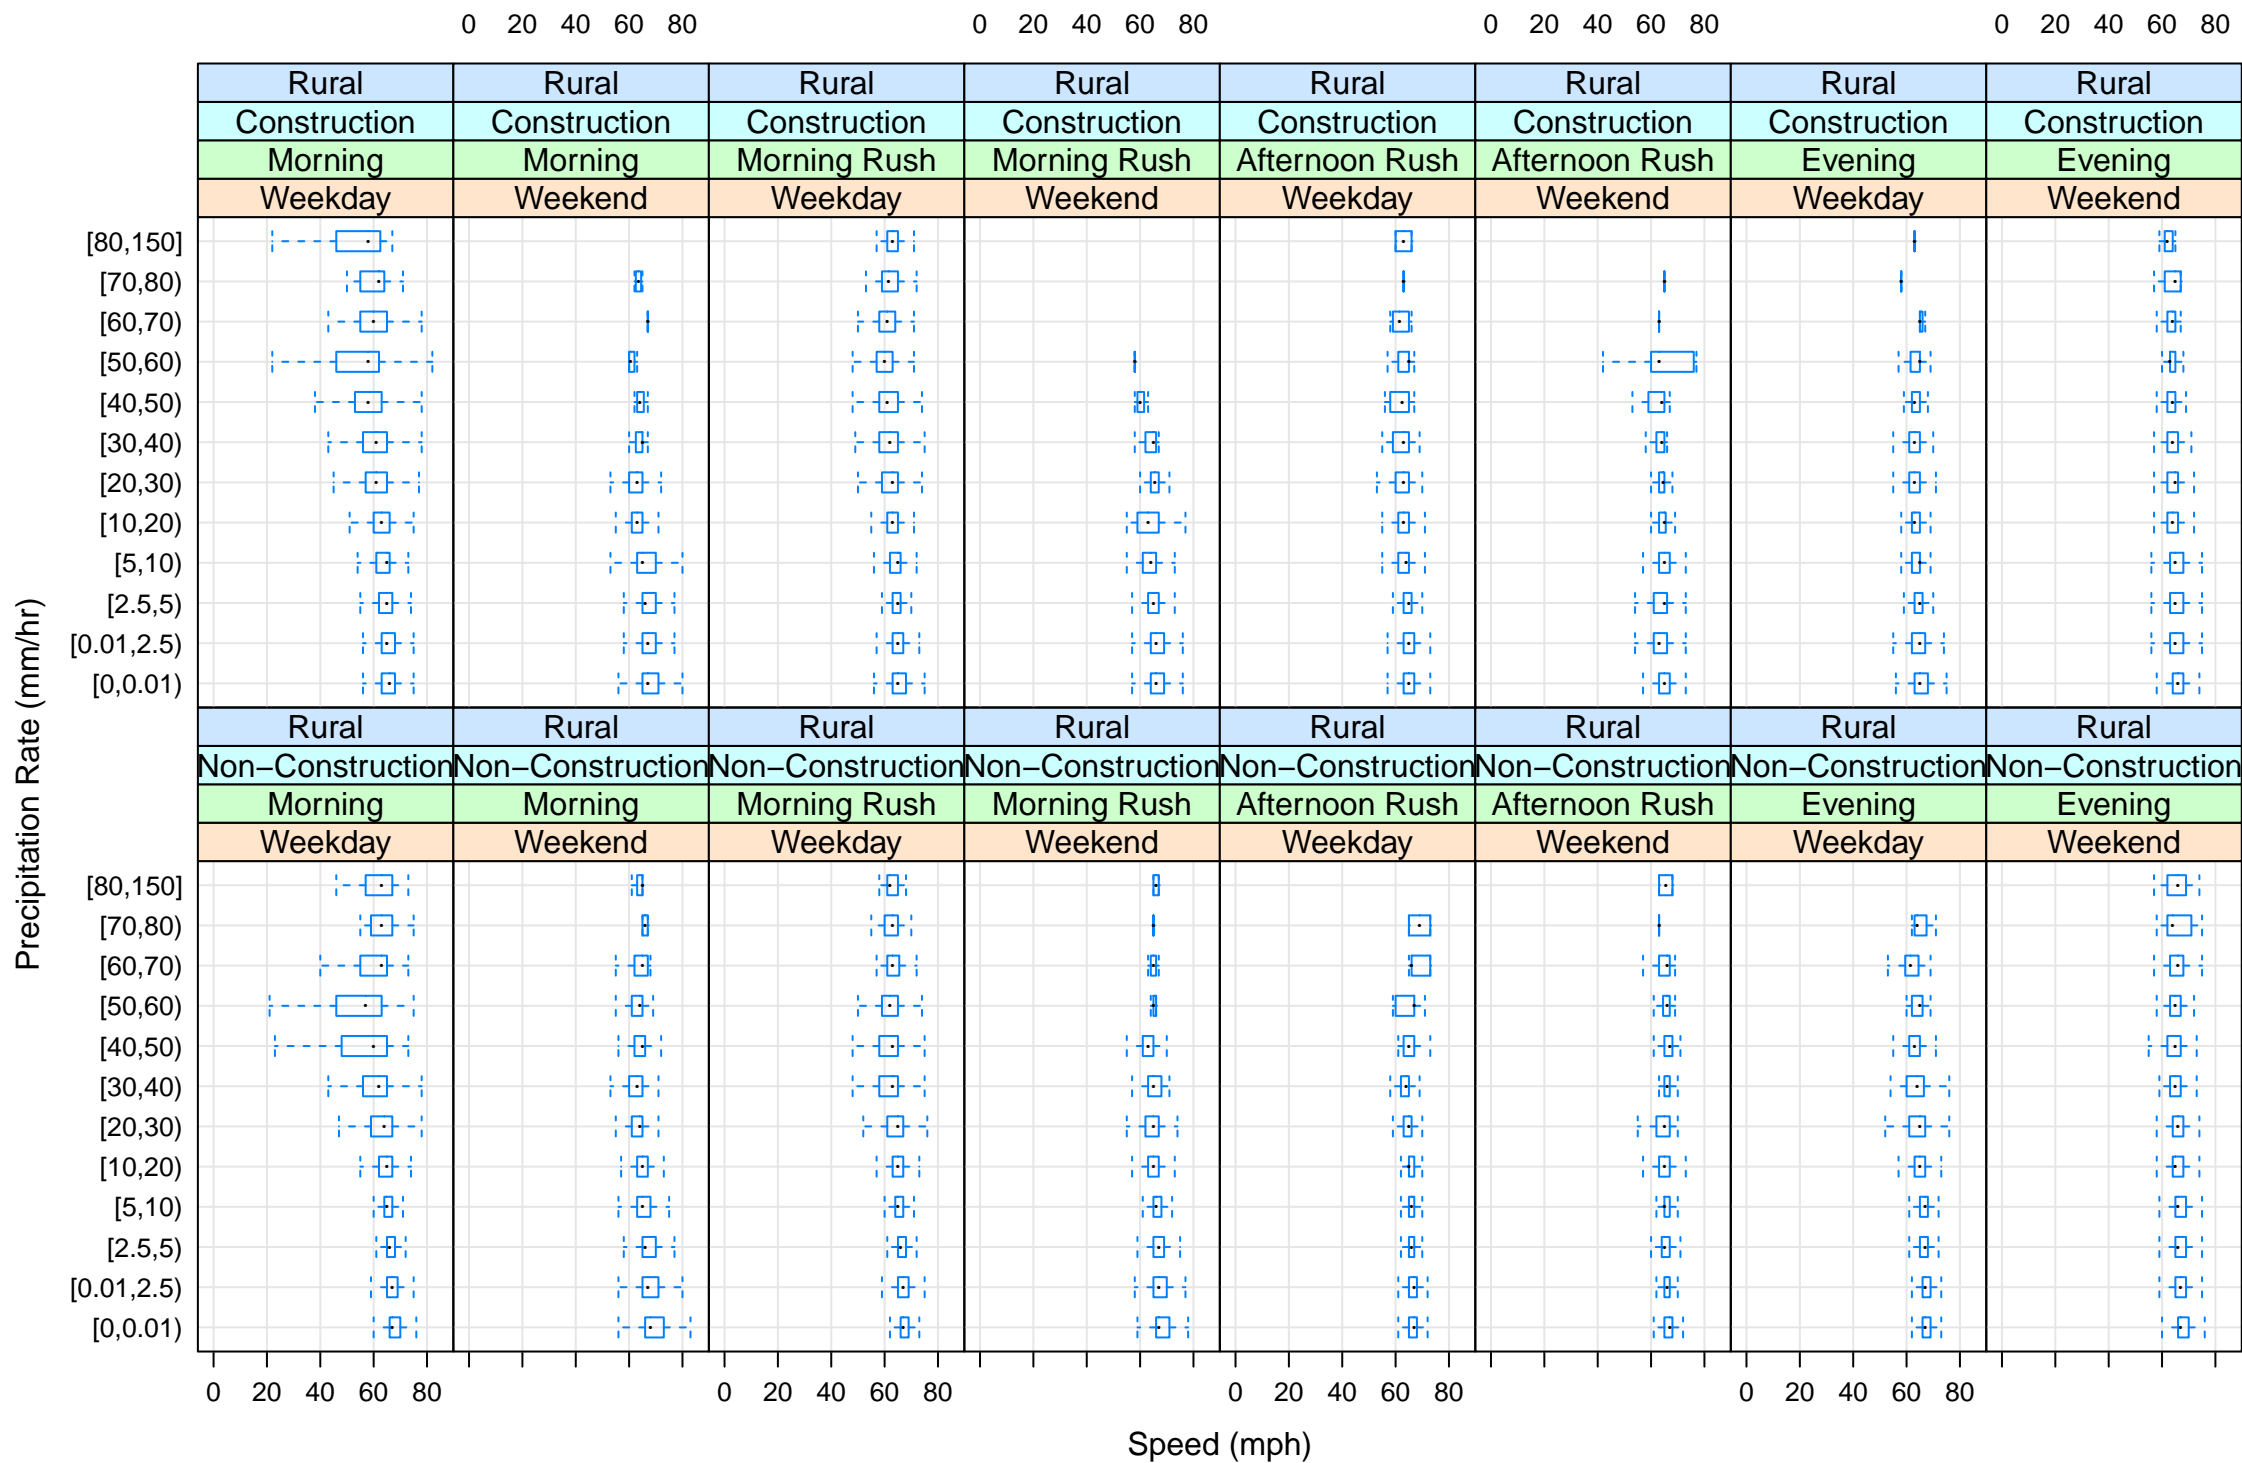 0 20 40 60 80 0 20 40 60 80 0 20 40 60 80 0 20 40 60 80
Rural Rural Rural Rural Rural Rural Rural Rural
Construction Construction Construction Construction Construction Construction Construction Construction
Morning Morning Morning Rush Morning Rush Afternoon Rush Afternoon Rush Evening Evening
Weekday Weekend Weekday Weekend Weekday Weekend Weekday Weekend
[80,150]
[70,80)
[60,70)
[50,60)
[40,50)
[30,40)
[20,30)
[10,20)
[5,10)
[2.5,5)
[0.01,2.5)
[0,0.01)
Rural Rural Rural Rural Rural Rural Rural Rural
Non−Construction Non−Construction Non−Construction Non−Construction Non−Construction Non−Construction Non−Construction Non−Construction
Morning Morning Morning Rush Morning Rush Afternoon Rush Afternoon Rush Evening Evening
Weekday Weekend Weekday Weekend Weekday Weekend Weekday Weekend
[80,150]
[70,80)
[60,70)
[50,60)
[40,50)
[30,40)
[20,30)
[10,20)
[5,10)
[2.5,5)
[0.01,2.5)
[0,0.01)
0 20 40 60 80 0 20 40 60 80 0 20 40 60 80 0 20 40 60 80
Speed (mph)
Precipitation Rate (mm/hr)